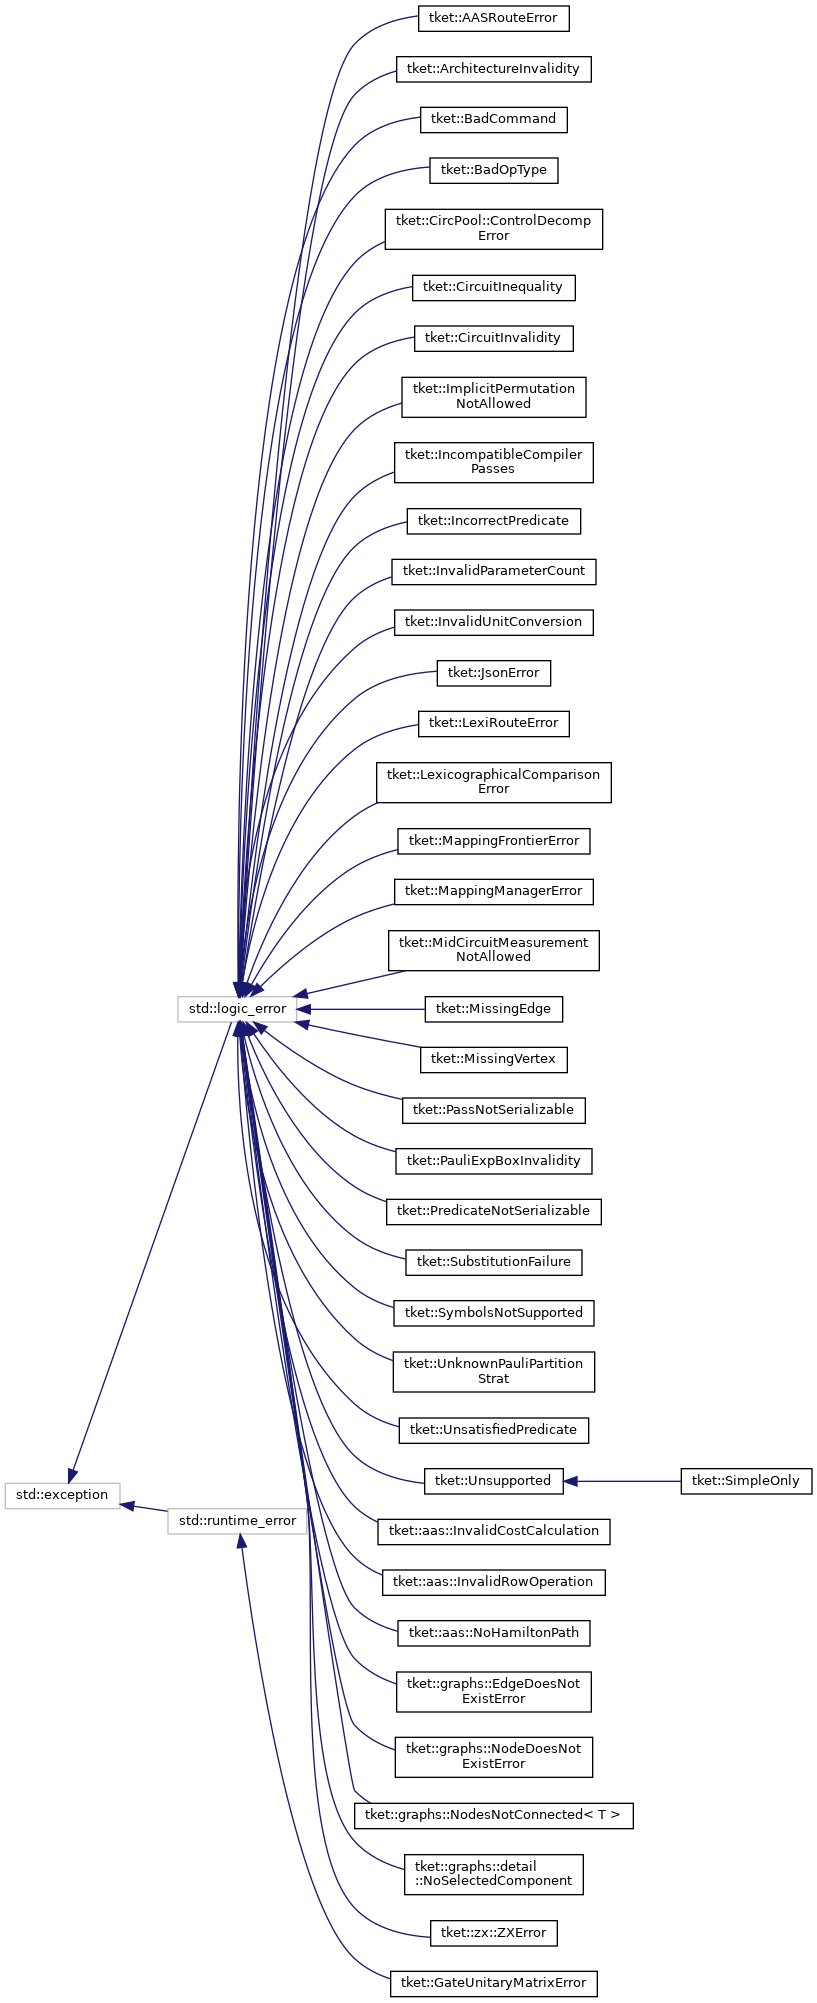 tket::AASRouteError
tket::ArchitectureInvalidity
tket::BadCommand
tket::BadOpType
tket::CircPool::ControlDecomp
Error
tket::CircuitInequality
tket::CircuitInvalidity
tket::ImplicitPermutation
NotAllowed
tket::IncompatibleCompiler
Passes
tket::IncorrectPredicate
tket::InvalidParameterCount
tket::InvalidUnitConversion
tket::JsonError
tket::LexiRouteError
tket::LexicographicalComparison
Error
tket::MappingFrontierError
tket::MappingManagerError
tket::MidCircuitMeasurement
NotAllowed
std::logic_error
tket::MissingEdge
tket::MissingVertex
tket::PassNotSerializable
tket::PauliExpBoxInvalidity
tket::PredicateNotSerializable
tket::SubstitutionFailure
tket::SymbolsNotSupported
tket::UnknownPauliPartition
Strat
tket::UnsatisfiedPredicate
tket::Unsupported
tket::SimpleOnly
std::exception
std::runtime_error
tket::aas::InvalidCostCalculation
tket::aas::InvalidRowOperation
tket::aas::NoHamiltonPath
tket::graphs::EdgeDoesNot
ExistError
tket::graphs::NodeDoesNot
ExistError
tket::graphs::NodesNotConnected< T >
tket::graphs::detail
::NoSelectedComponent
tket::zx::ZXError
tket::GateUnitaryMatrixError